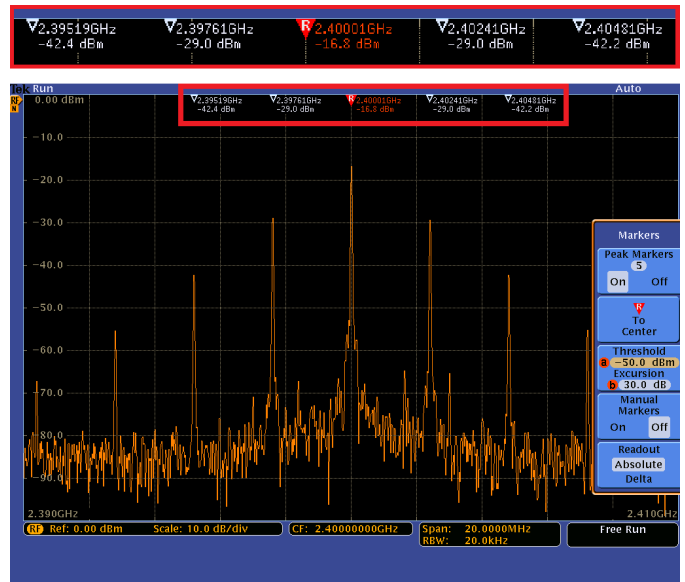 2.39519GHz 2.39761GHz R 2.40001GHz 2.40241GHz 2.40481GHz
-42.4 dBm -29.0 dBm -16.8 dBm -29.0 dBm -42.2 dBm
Tek Run Auto
0.00 dBm
2.39519GHz 2.39761GHz R 2.40001GHz 2.40241GHz 2.40481GHz
-42.4 dBm -29.0 dBm -16.8 dBm -29.0 dBm -42.2 dBm
-10.0
-20.0
-30.0
-40.0
-50.0
-60.0
-70.0
-80.0
-90.0
Markers
Peak Markers
5
On Off
R
To
Center
Threshold
a -50.0 dBm
Excursion
b 30.0 dB
Manual
Markers
On Off
Readout
Absolute
Delta
2.390GHz 2.410GHz
RF Ref: 0.00 dBm Scale: 10.0 dB/div CF: 2.40000000GHz Span: 20.0000MHz Free Run
RBW: 20.0kHz